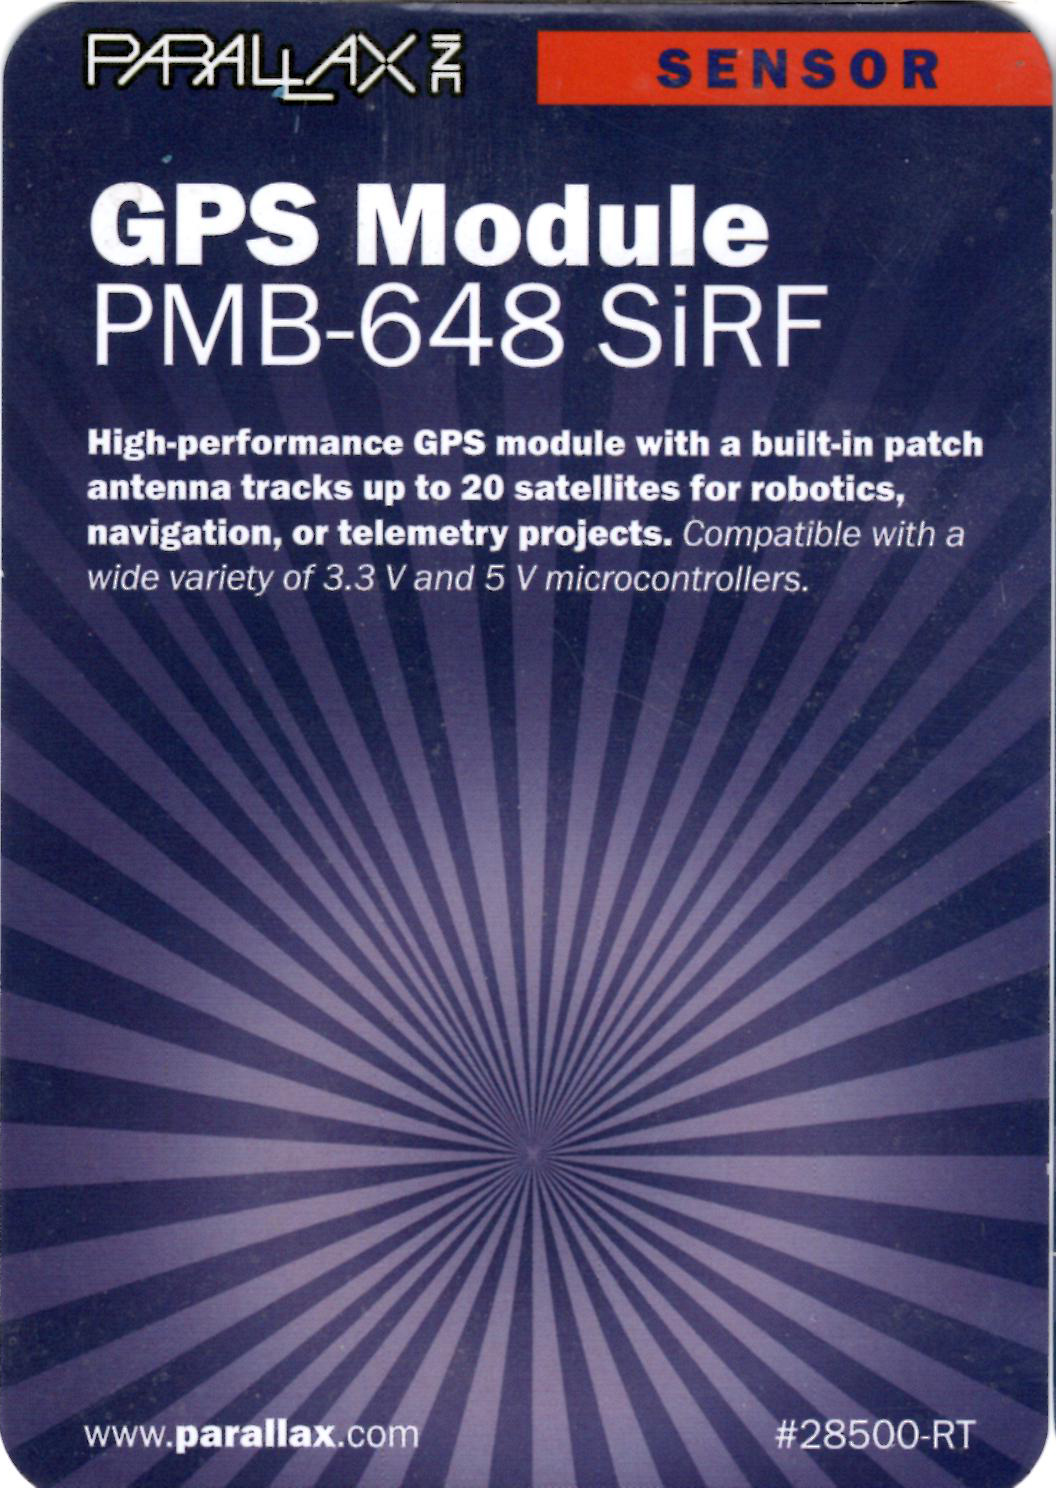 PARALLAX INC
SENSOR
GPS Module
PMB-648 SiRF
High-performance GPS module with a built-in patch
antenna tracks up to 20 satellites for robotics,
navigation, or telemetry projects. Compatible with a
wide variety of 3.3 V and 5 V microcontrollers.
www.parallax.com
#28500-RT